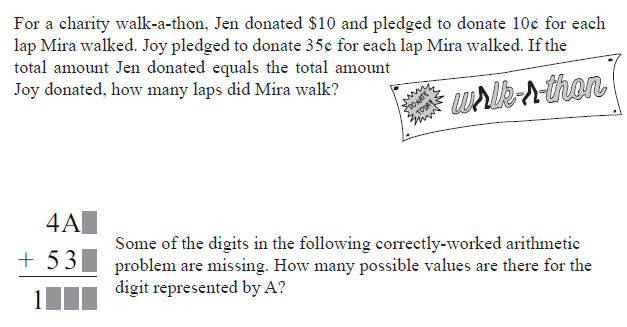 For a charity walk-a-thon, Jen donated $10 and pledged to donate 10¢ for each
lap Mira walked. Joy pledged to donate 35¢ for each lap Mira walked. If the
total amount Jen donated equals the total amount
Joy donated, how many laps did Mira walk?
DONATE
TODAY
walk-A-thon
4A■
+ 53■
1■■■
Some of the digits in the following correctly-worked arithmetic
problem are missing. How many possible values are there for the
digit represented by A?